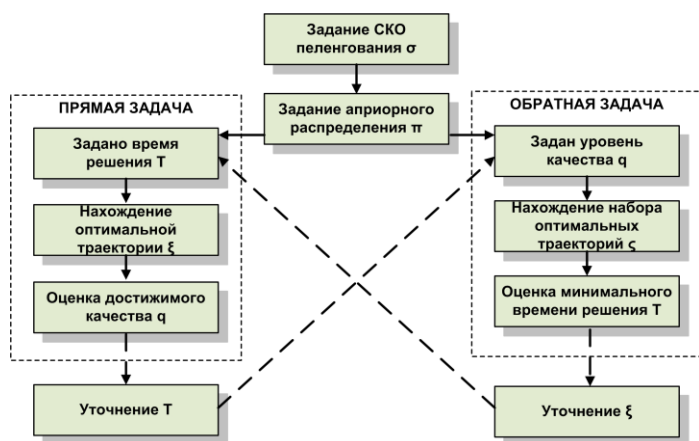 Задание СКО
пеленгования σ
Задание априорного
распределения π
ПРЯМАЯ ЗАДАЧА
Задано время
решения T
Нахождение
оптимальной
траектории ξ
Оценка достижимого
качества q
Уточнение T
ОБРАТНАЯ ЗАДАЧА
Задан уровень
качества q
Нахождение набора
оптимальных
траекторий ς
Оценка минимального
времени решения T
Уточнение ξ